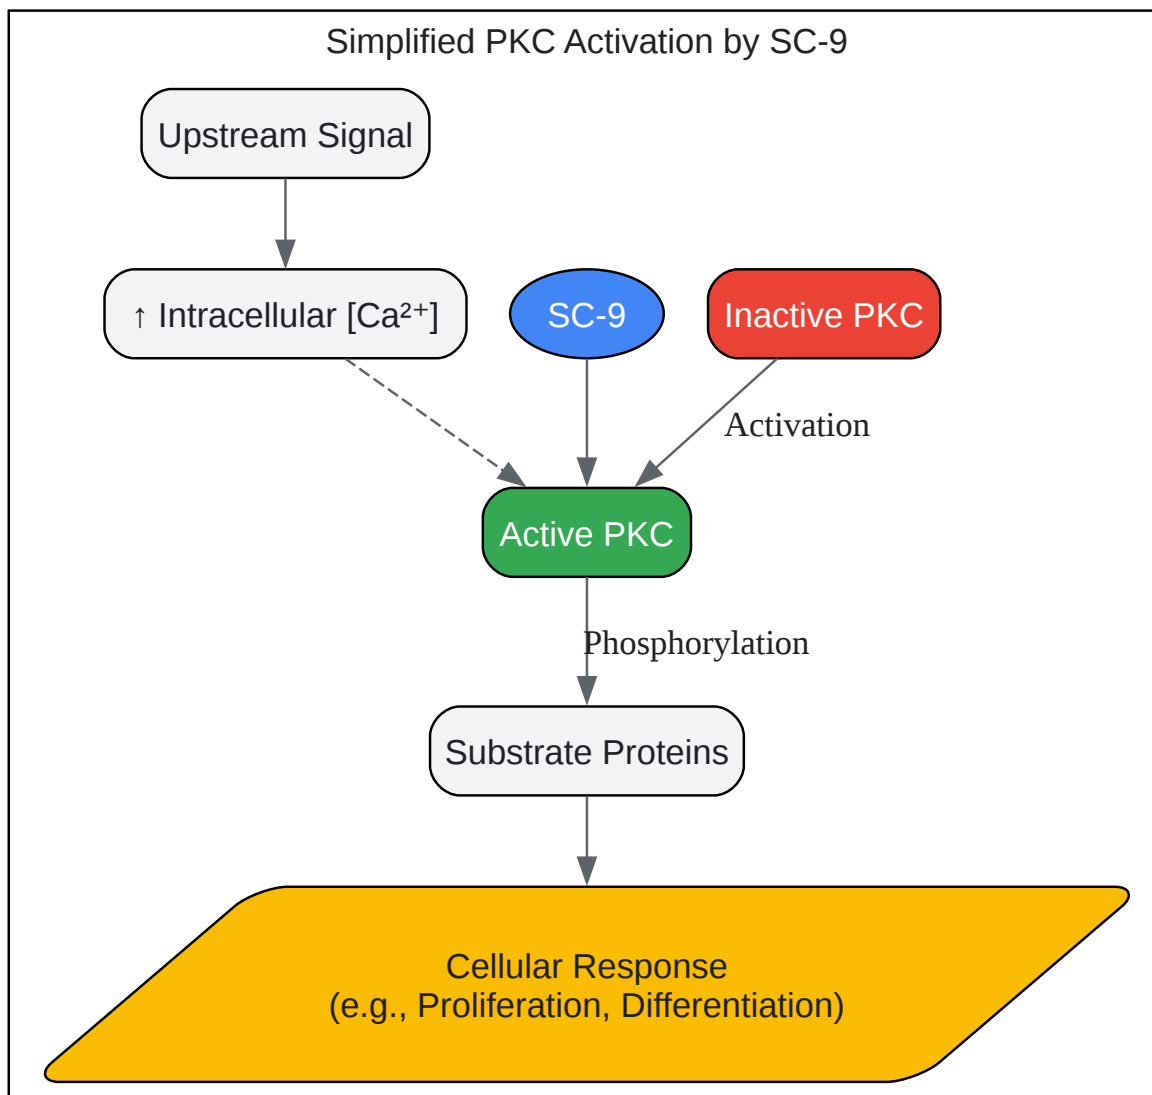 Simplified PKC Activation by SC-9
Upstream Signal
↑ Intracellular [Ca²⁺]
SC-9
Inactive PKC
Activation
Active PKC
Phosphorylation
Substrate Proteins
Cellular Response
(e.g., Proliferation, Differentiation)